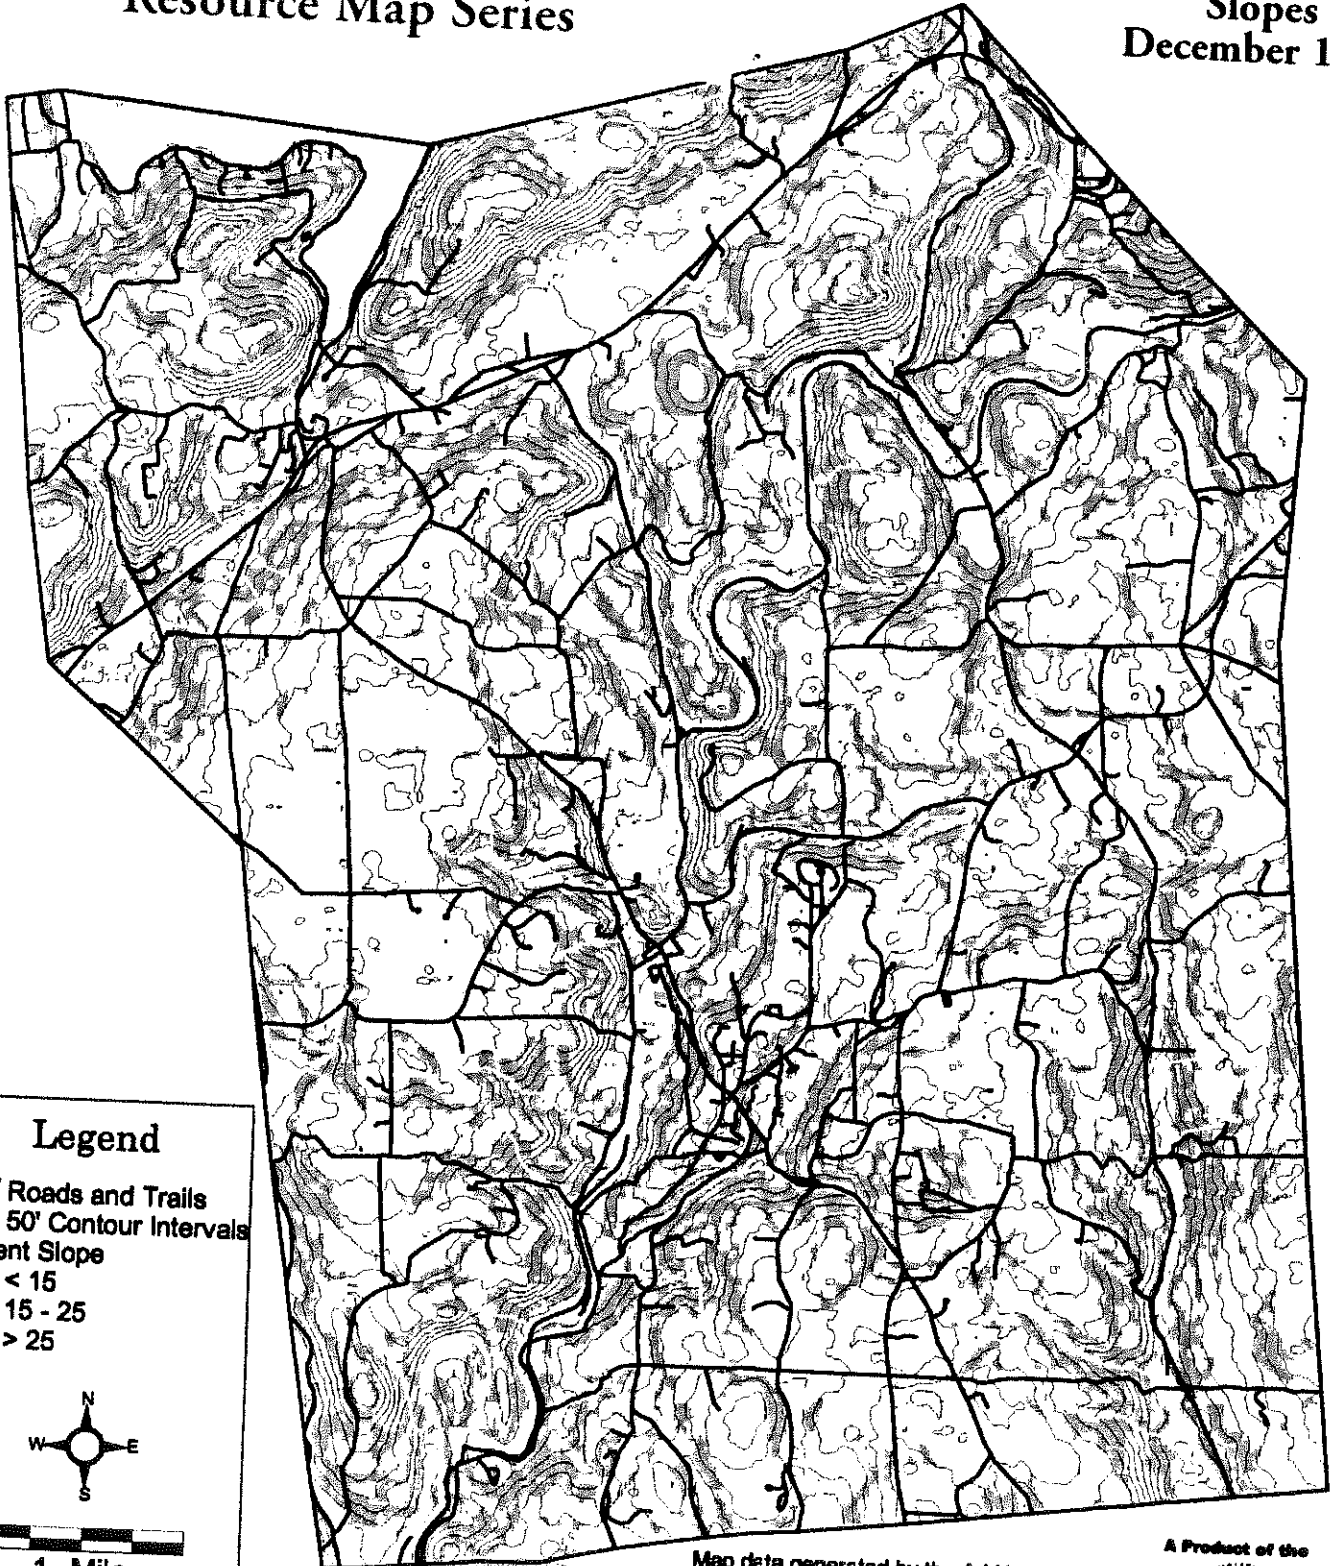 Resource Map Series
Slopes
December 1
Legend
Roads and Trails
50' Contour Intervals
ent Slope
< 15
15 - 25
> 25
N
W E
S
1 Mile
Map data generated by the
A Product of the